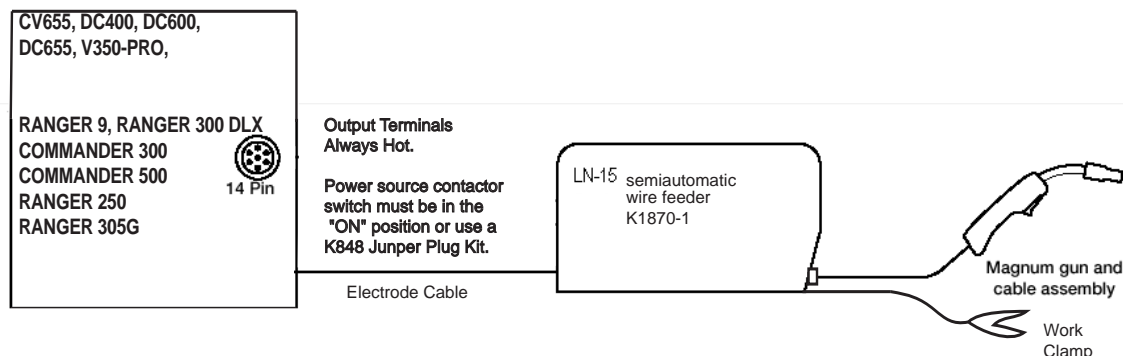 CV655, DC400, DC600,
DC655, V350-PRO,
RANGER 9, RANGER 300 DLX
COMMANDER 300
COMMANDER 500
RANGER 250
RANGER 305G
14 Pin
Output Terminals
Always Hot.
Power source contactor
switch must be in the
"ON" position or use a
K848 Junper Plug Kit.
Electrode Cable
LN-15 semiautomatic
wire feeder
K1870-1
Magnum gun and
cable assembly
Work
Clamp